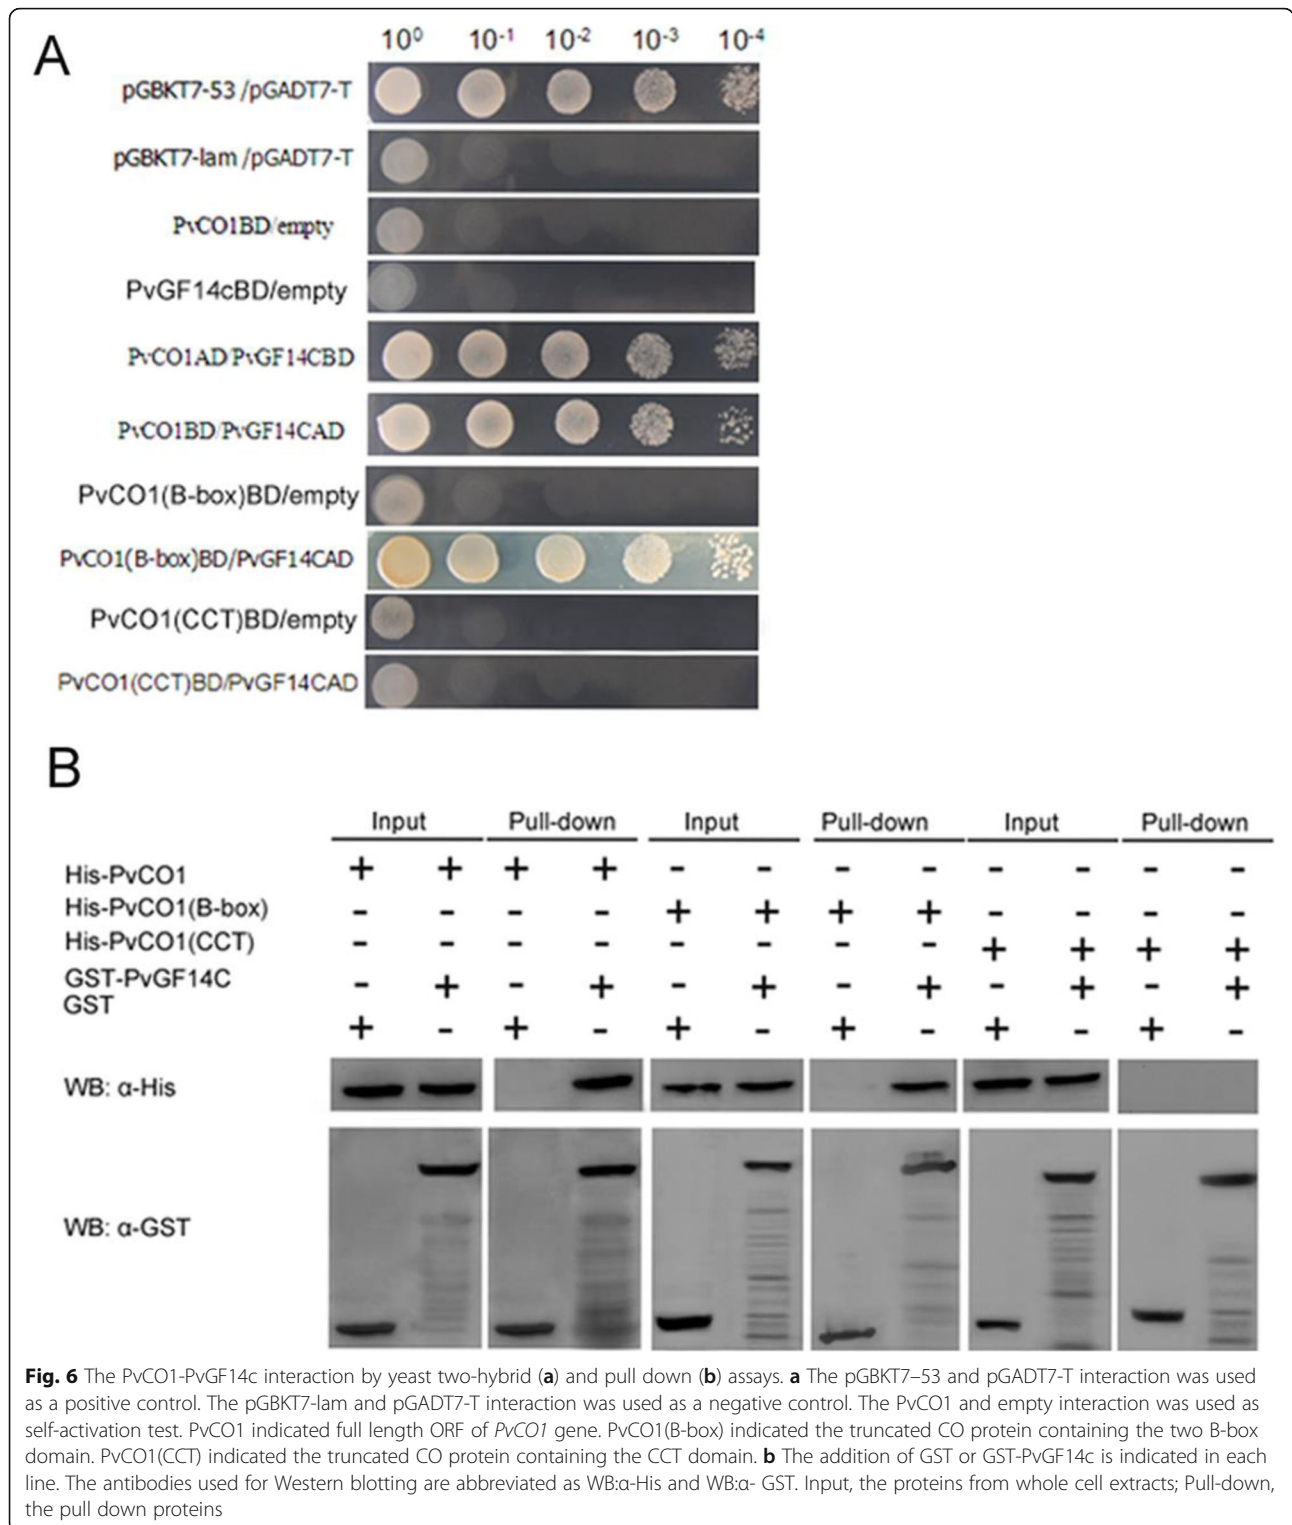 A
10⁰ 10⁻¹ 10⁻² 10⁻³ 10⁻⁴
pGBKT7-53 /pGADT7-T
pGBKT7-lam /pGADT7-T
PvCO1BD/empty
PvGF14cBD/empty
PvCO1AD/PvGF14CBD
PvCO1BD/PvGF14CAD
PvCO1(B-box)BD/empty
PvCO1(B-box)BD/PvGF14CAD
PvCO1(CCT)BD/empty
PvCO1(CCT)BD/PvGF14CAD
B
Input Pull-down Input Pull-down Input Pull-down
His-PvCO1 + + + + - - - - - - - -
His-PvCO1(B-box) - - - - + + + + - - - -
His-PvCO1(CCT) - - - - - - - - + + + +
GST-PvGF14C - + - + - + - + - + - +
GST + - + - + - + - + - + -
WB: α-His
WB: α-GST
Fig. 6 The PvCO1-PvGF14c interaction by yeast two-hybrid (a) and pull down (b) assays. a The pGBKT7–53 and pGADT7-T interaction was used
as a positive control. The pGBKT7-lam and pGADT7-T interaction was used as a negative control. The PvCO1 and empty interaction was used as
self-activation test. PvCO1 indicated full length ORF of PvCO1 gene. PvCO1(B-box) indicated the truncated CO protein containing the two B-box
domain. PvCO1(CCT) indicated the truncated CO protein containing the CCT domain. b The addition of GST or GST-PvGF14c is indicated in each
line. The antibodies used for Western blotting are abbreviated as WB:α-His and WB:α- GST. Input, the proteins from whole cell extracts; Pull-down,
the pull down proteins